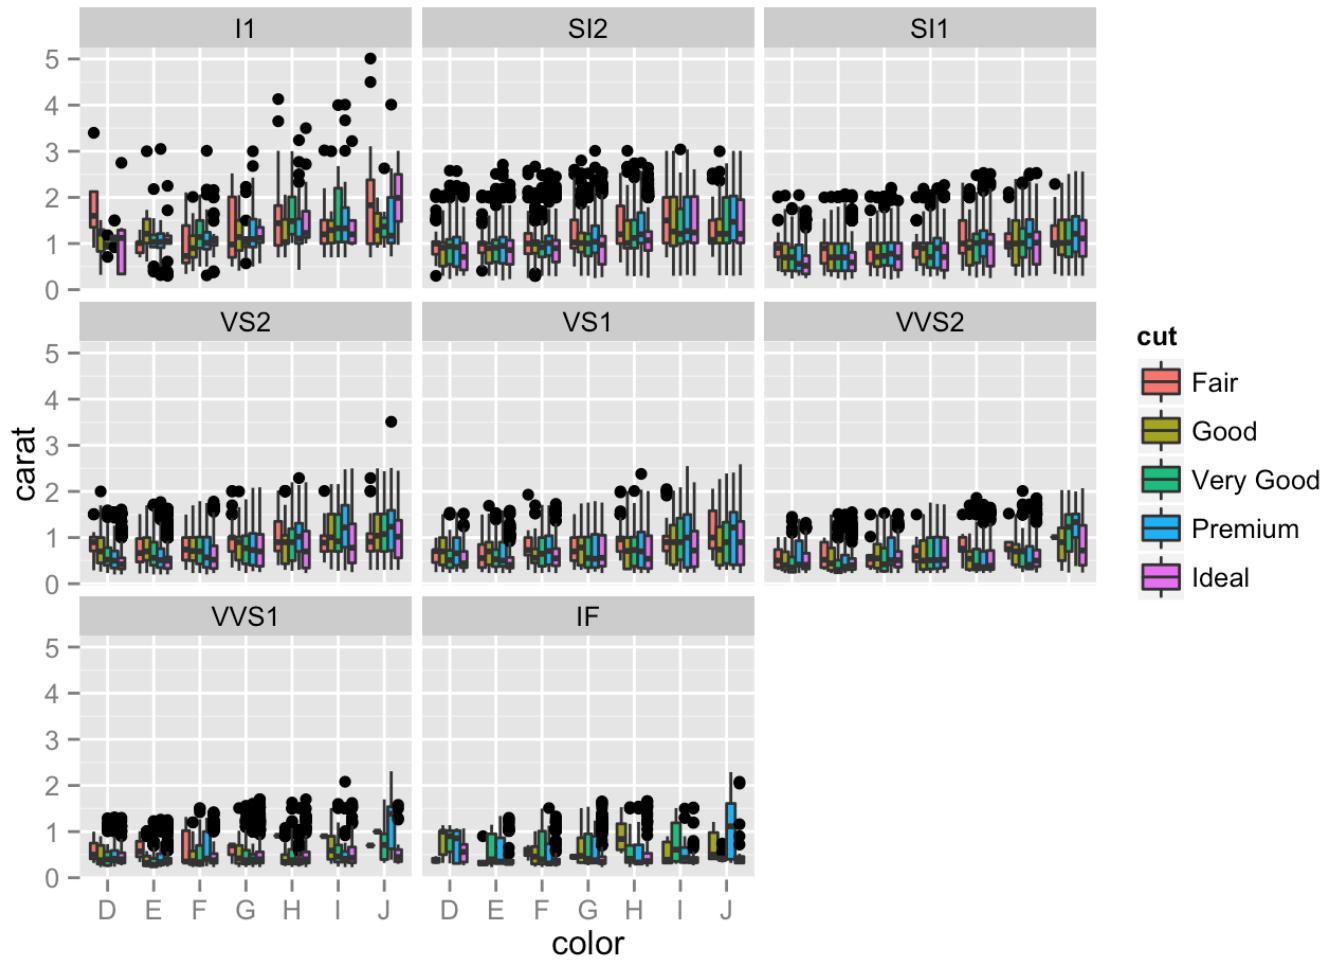 I1 SI2 SI1
5
4
3
2
1
0
VS2 VS1 VVS2
5
4
3
2
1
0
carat
VVS1 IF
5
4
3
2
1
0
D E F G H I J D E F G H I J
color
cut
Fair
Good
Very Good
Premium
Ideal